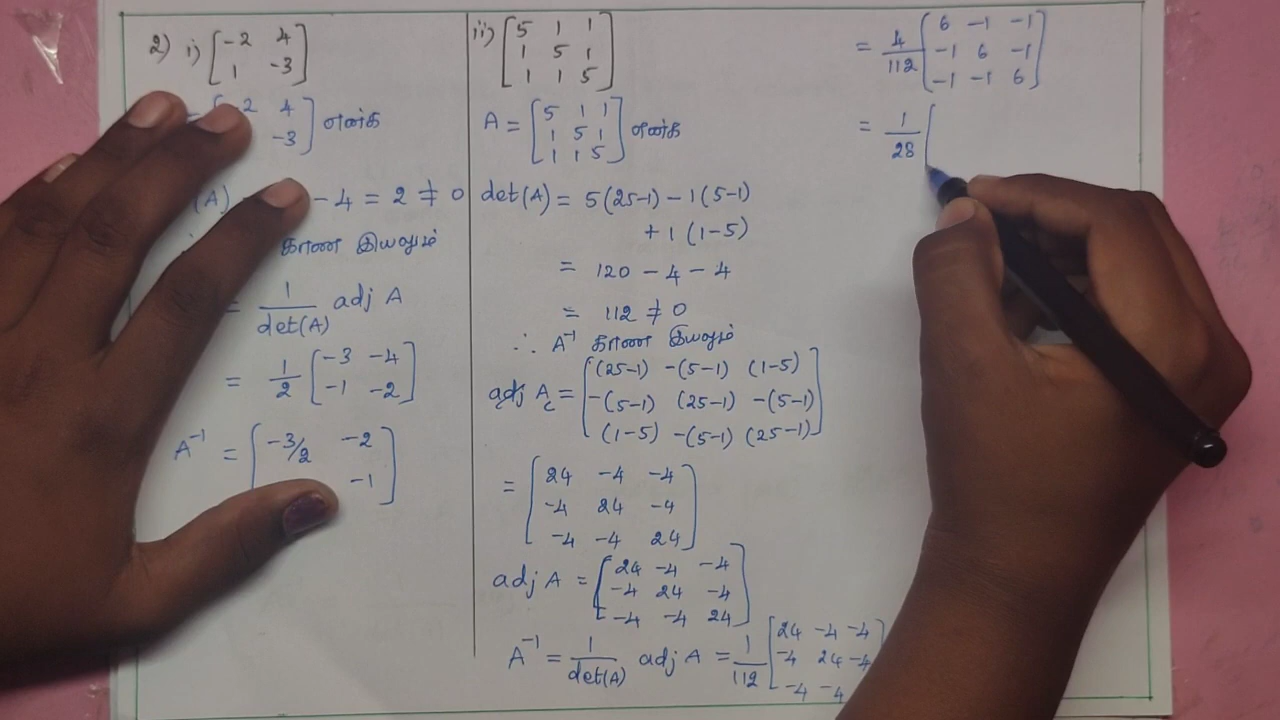 2) i) [-2 4
1 -3]
2 4
-3] என்க
(A) - 4 = 2 ≠ 0
காண இயலும்
= 1/det(A) adj A
= 1/2 [-3 -4
-1 -2]
A⁻¹ = [-3/2 -2
-1]
ii) [5 1 1
1 5 1
1 1 5]
A = [5 1 1
1 5 1
1 1 5] என்க
det(A) = 5(25-1) - 1(5-1)
+ 1 (1-5)
= 120 - 4 - 4
= 112 ≠ 0
∴ A⁻¹ காண இயலும்
adj A = [(25-1) -(5-1) (1-5)
-(5-1) (25-1) -(5-1)
(1-5) -(5-1) (25-1)]
= [24 -4 -4
-4 24 -4
-4 -4 24]
adj A = [24 -4 -4
-4 24 -4
-4 -4 24]
A⁻¹ = 1/det(A) adj A = 1/112 [24 -4 -4
-4 24 -4
-4 -4
= 4/112 [6 -1 -1
-1 6 -1
-1 -1 6]
= 1/28 [